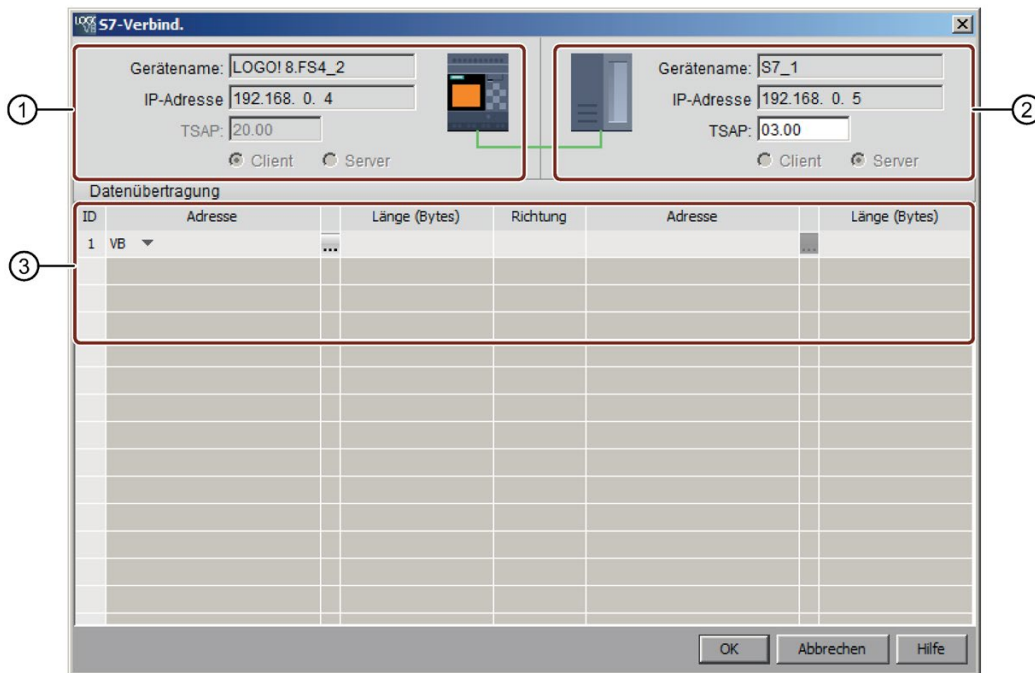 S7-Verbind.
Gerätename: LOGO! 8.FS4_2
IP-Adresse 192.168. 0. 4
TSAP: 20.00
Client Server
Gerätename: S7_1
IP-Adresse 192.168. 0. 5
TSAP: 03.00
Client Server
1
2
Datenübertragung
ID Adresse Länge (Bytes) Richtung Adresse Länge (Bytes)
1 VB ... ...
3
OK Abbrechen Hilfe